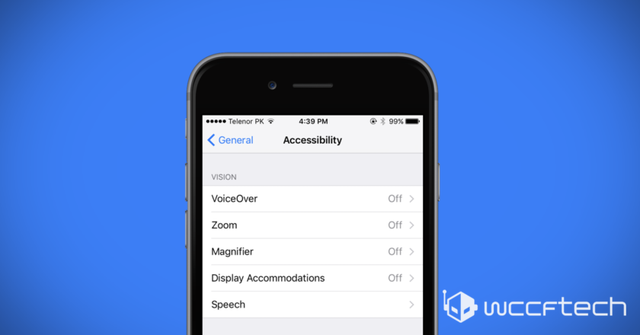 Telenor PK 4:39 PM 99%
General Accessibility
VISION
VoiceOver Off
Zoom Off
Magnifier Off
Display Accommodations Off
Speech
wccftech